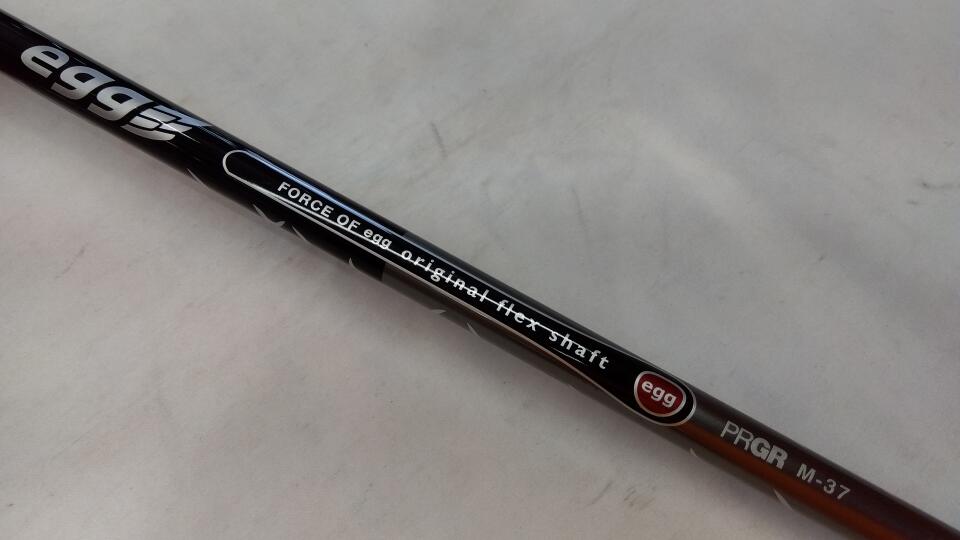 egg
FORCE OF egg original flex shaft
egg
PRGR M-37